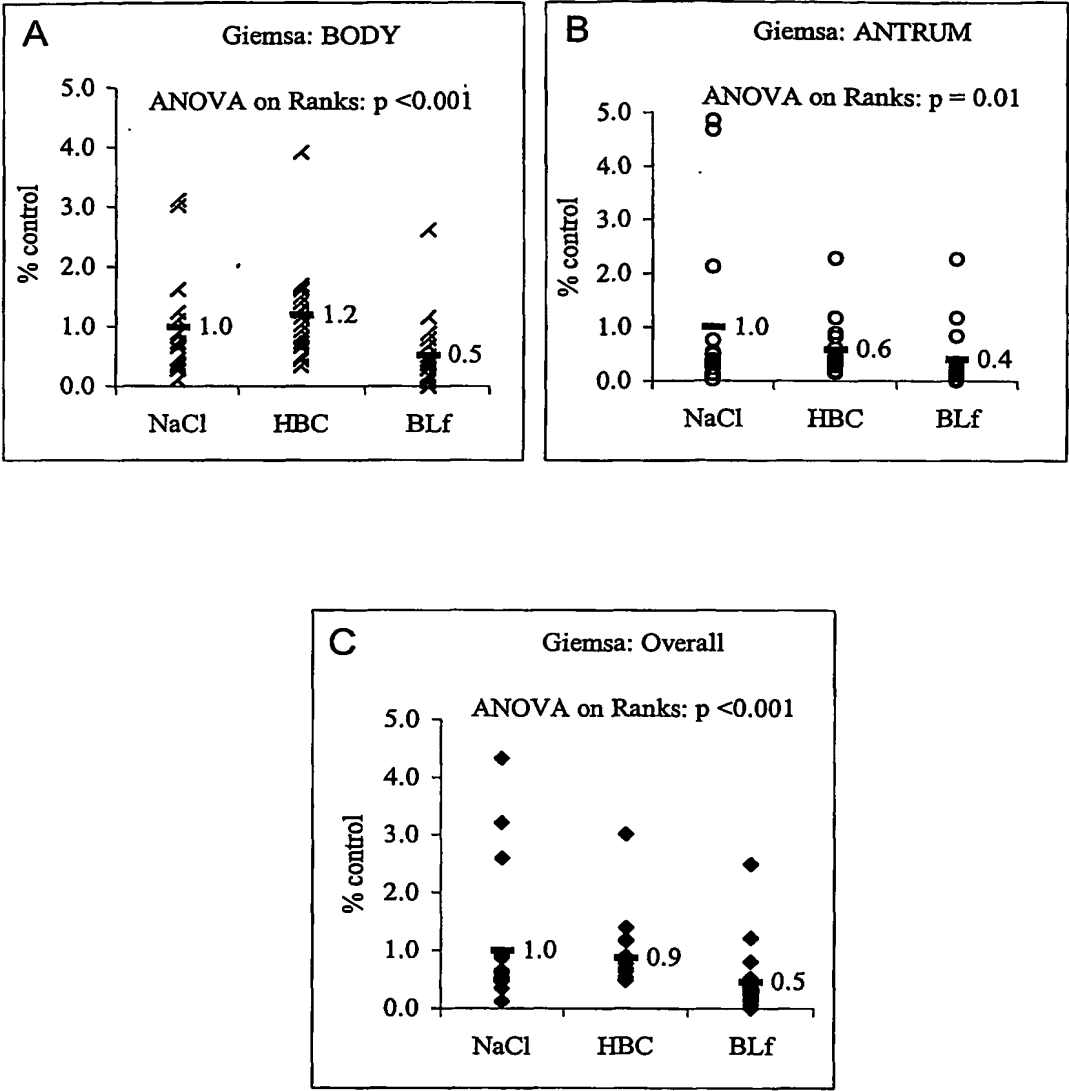 A
Giemsa: BODY
ANOVA on Ranks: p <0.001
% control
5.0
4.0
3.0
2.0
1.0
0.0
1.0
1.2
0.5
NaCl HBC BLf
B
Giemsa: ANTRUM
ANOVA on Ranks: p = 0.01
% control
5.0
4.0
3.0
2.0
1.0
0.0
1.0
0.6
0.4
NaCl HBC BLf
C
Giemsa: Overall
ANOVA on Ranks: p <0.001
% control
5.0
4.0
3.0
2.0
1.0
0.0
1.0
0.9
0.5
NaCl HBC BLf